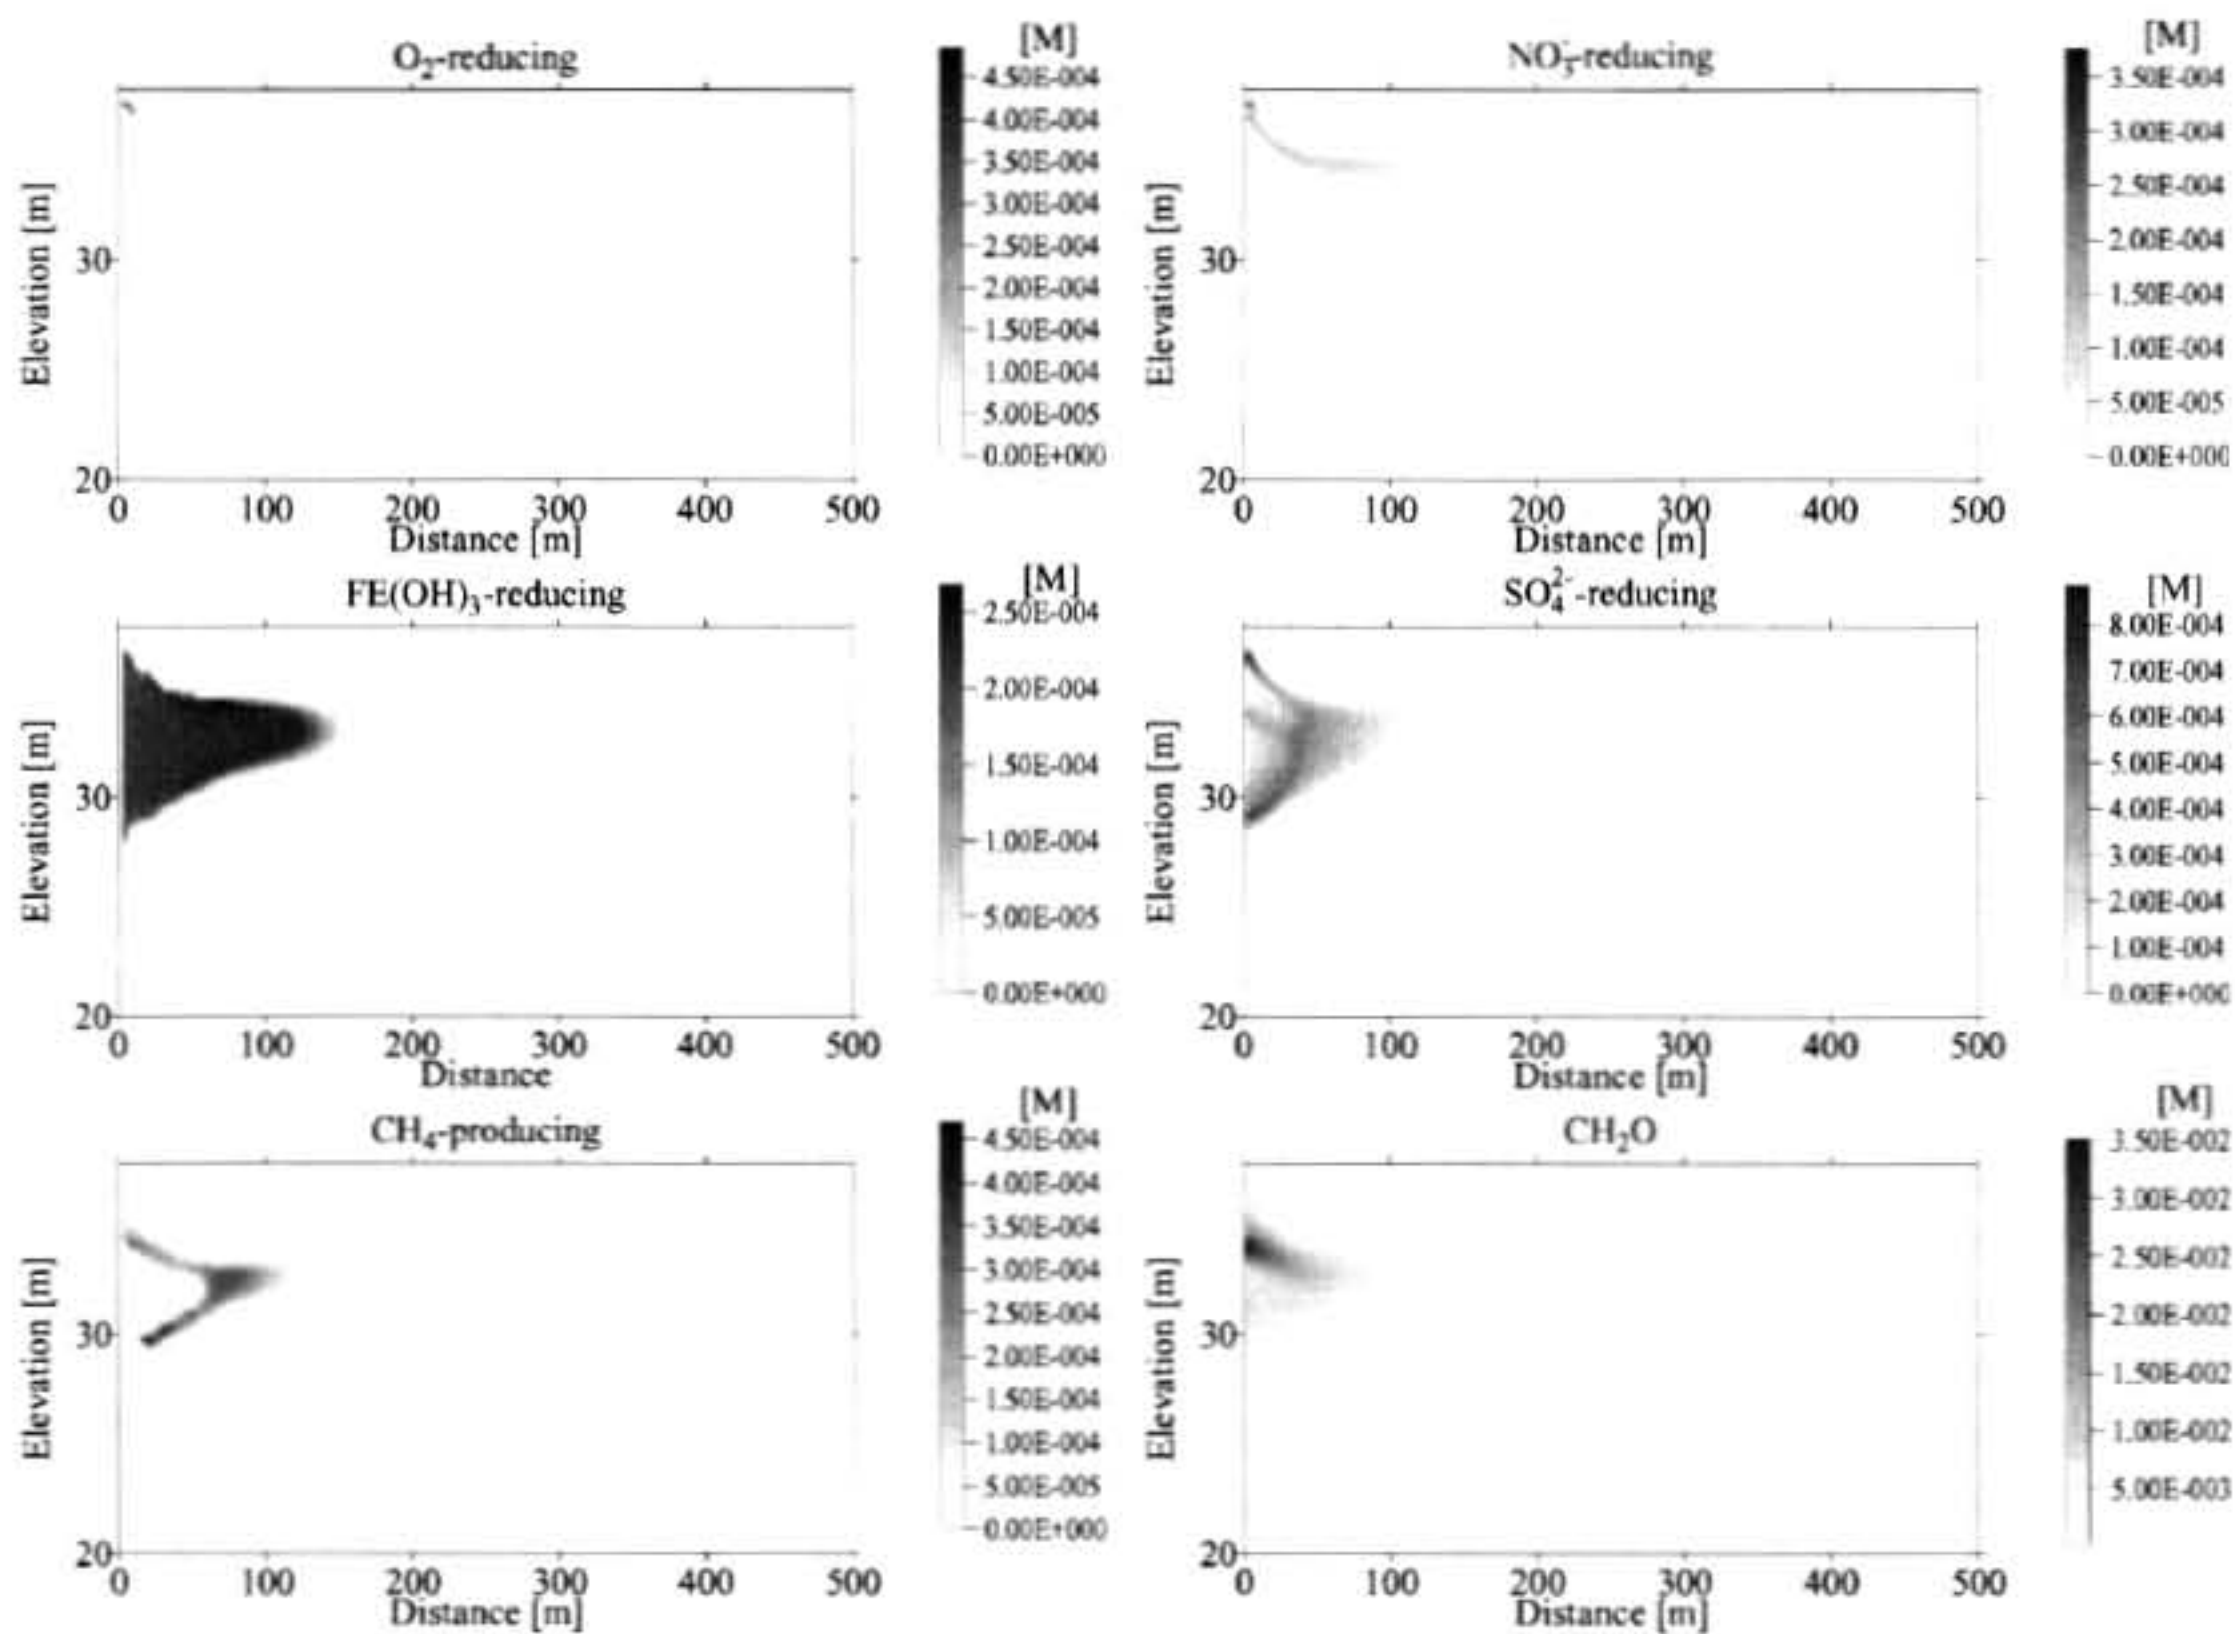 O₂-reducing
[M]
4.50E-004
4.00E-004
3.50E-004
3.00E-004
2.50E-004
2.00E-004
1.50E-004
1.00E-004
5.00E-005
0.00E+000
Elevation [m]
30
20
0 100 200 300 400 500
Distance [m]
NO₃⁻-reducing
[M]
3.50E-004
3.00E-004
2.50E-004
2.00E-004
1.50E-004
1.00E-004
5.00E-005
0.00E+000
Elevation [m]
30
20
0 100 200 300 400 500
Distance [m]
FE(OH)₃-reducing
[M]
2.50E-004
2.00E-004
1.50E-004
1.00E-004
5.00E-005
0.00E+000
Elevation [m]
30
20
0 100 200 300 400 500
Distance
SO₄²⁻-reducing
[M]
8.00E-004
7.00E-004
6.00E-004
5.00E-004
4.00E-004
3.00E-004
2.00E-004
1.00E-004
0.00E+000
Elevation [m]
30
20
0 100 200 300 400 500
Distance [m]
CH₄-producing
[M]
4.50E-004
4.00E-004
3.50E-004
3.00E-004
2.50E-004
2.00E-004
1.50E-004
1.00E-004
5.00E-005
0.00E+000
Elevation [m]
30
20
0 100 200 300 400 500
Distance [m]
CH₂O
[M]
3.50E-002
3.00E-002
2.50E-002
2.00E-002
1.50E-002
1.00E-002
5.00E-003
Elevation [m]
30
20
0 100 200 300 400 500
Distance [m]